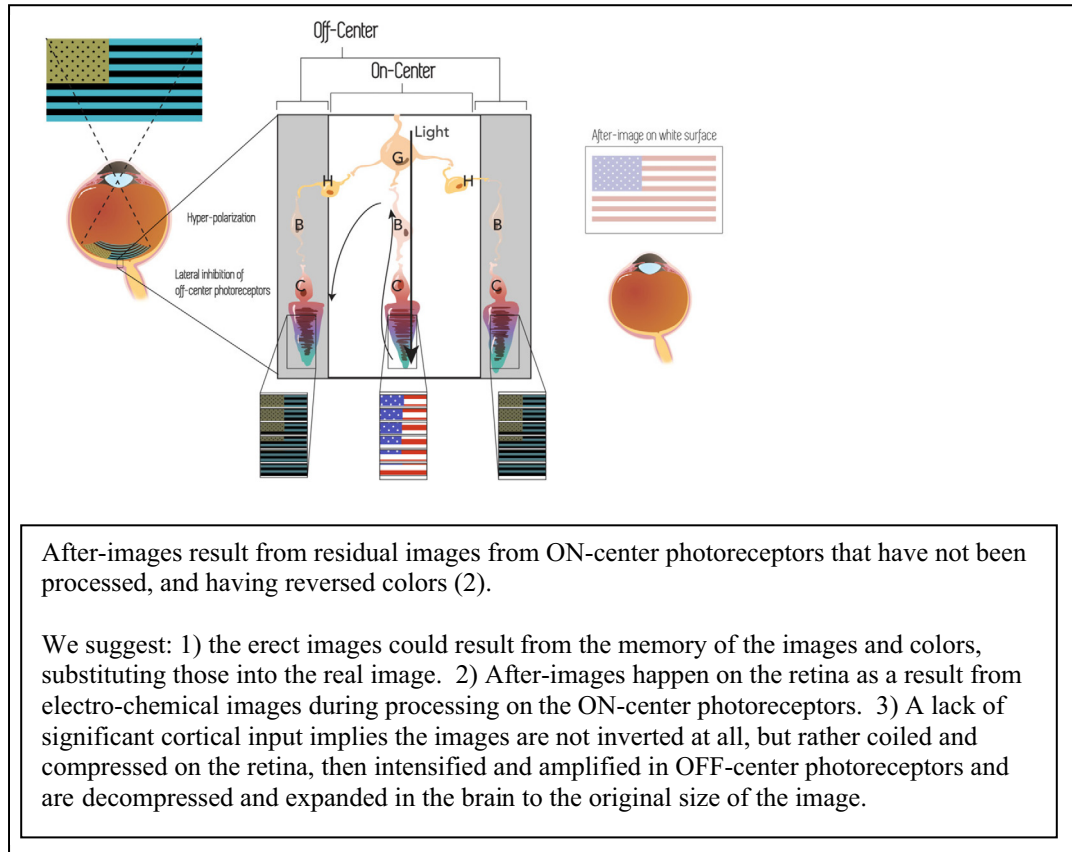 Off-Center
On-Center
Light
G
H
H
After-image on white surface
Hyper-polarization
B
B
B
Lateral inhibition of
off-center photoreceptors
C
C
C
After-images result from residual images from ON-center photoreceptors that have not been
processed, and having reversed colors (2).
We suggest: 1) the erect images could result from the memory of the images and colors,
substituting those into the real image. 2) After-images happen on the retina as a result from
electro-chemical images during processing on the ON-center photoreceptors. 3) A lack of
significant cortical input implies the images are not inverted at all, but rather coiled and
compressed on the retina, then intensified and amplified in OFF-center photoreceptors and
are decompressed and expanded in the brain to the original size of the image.